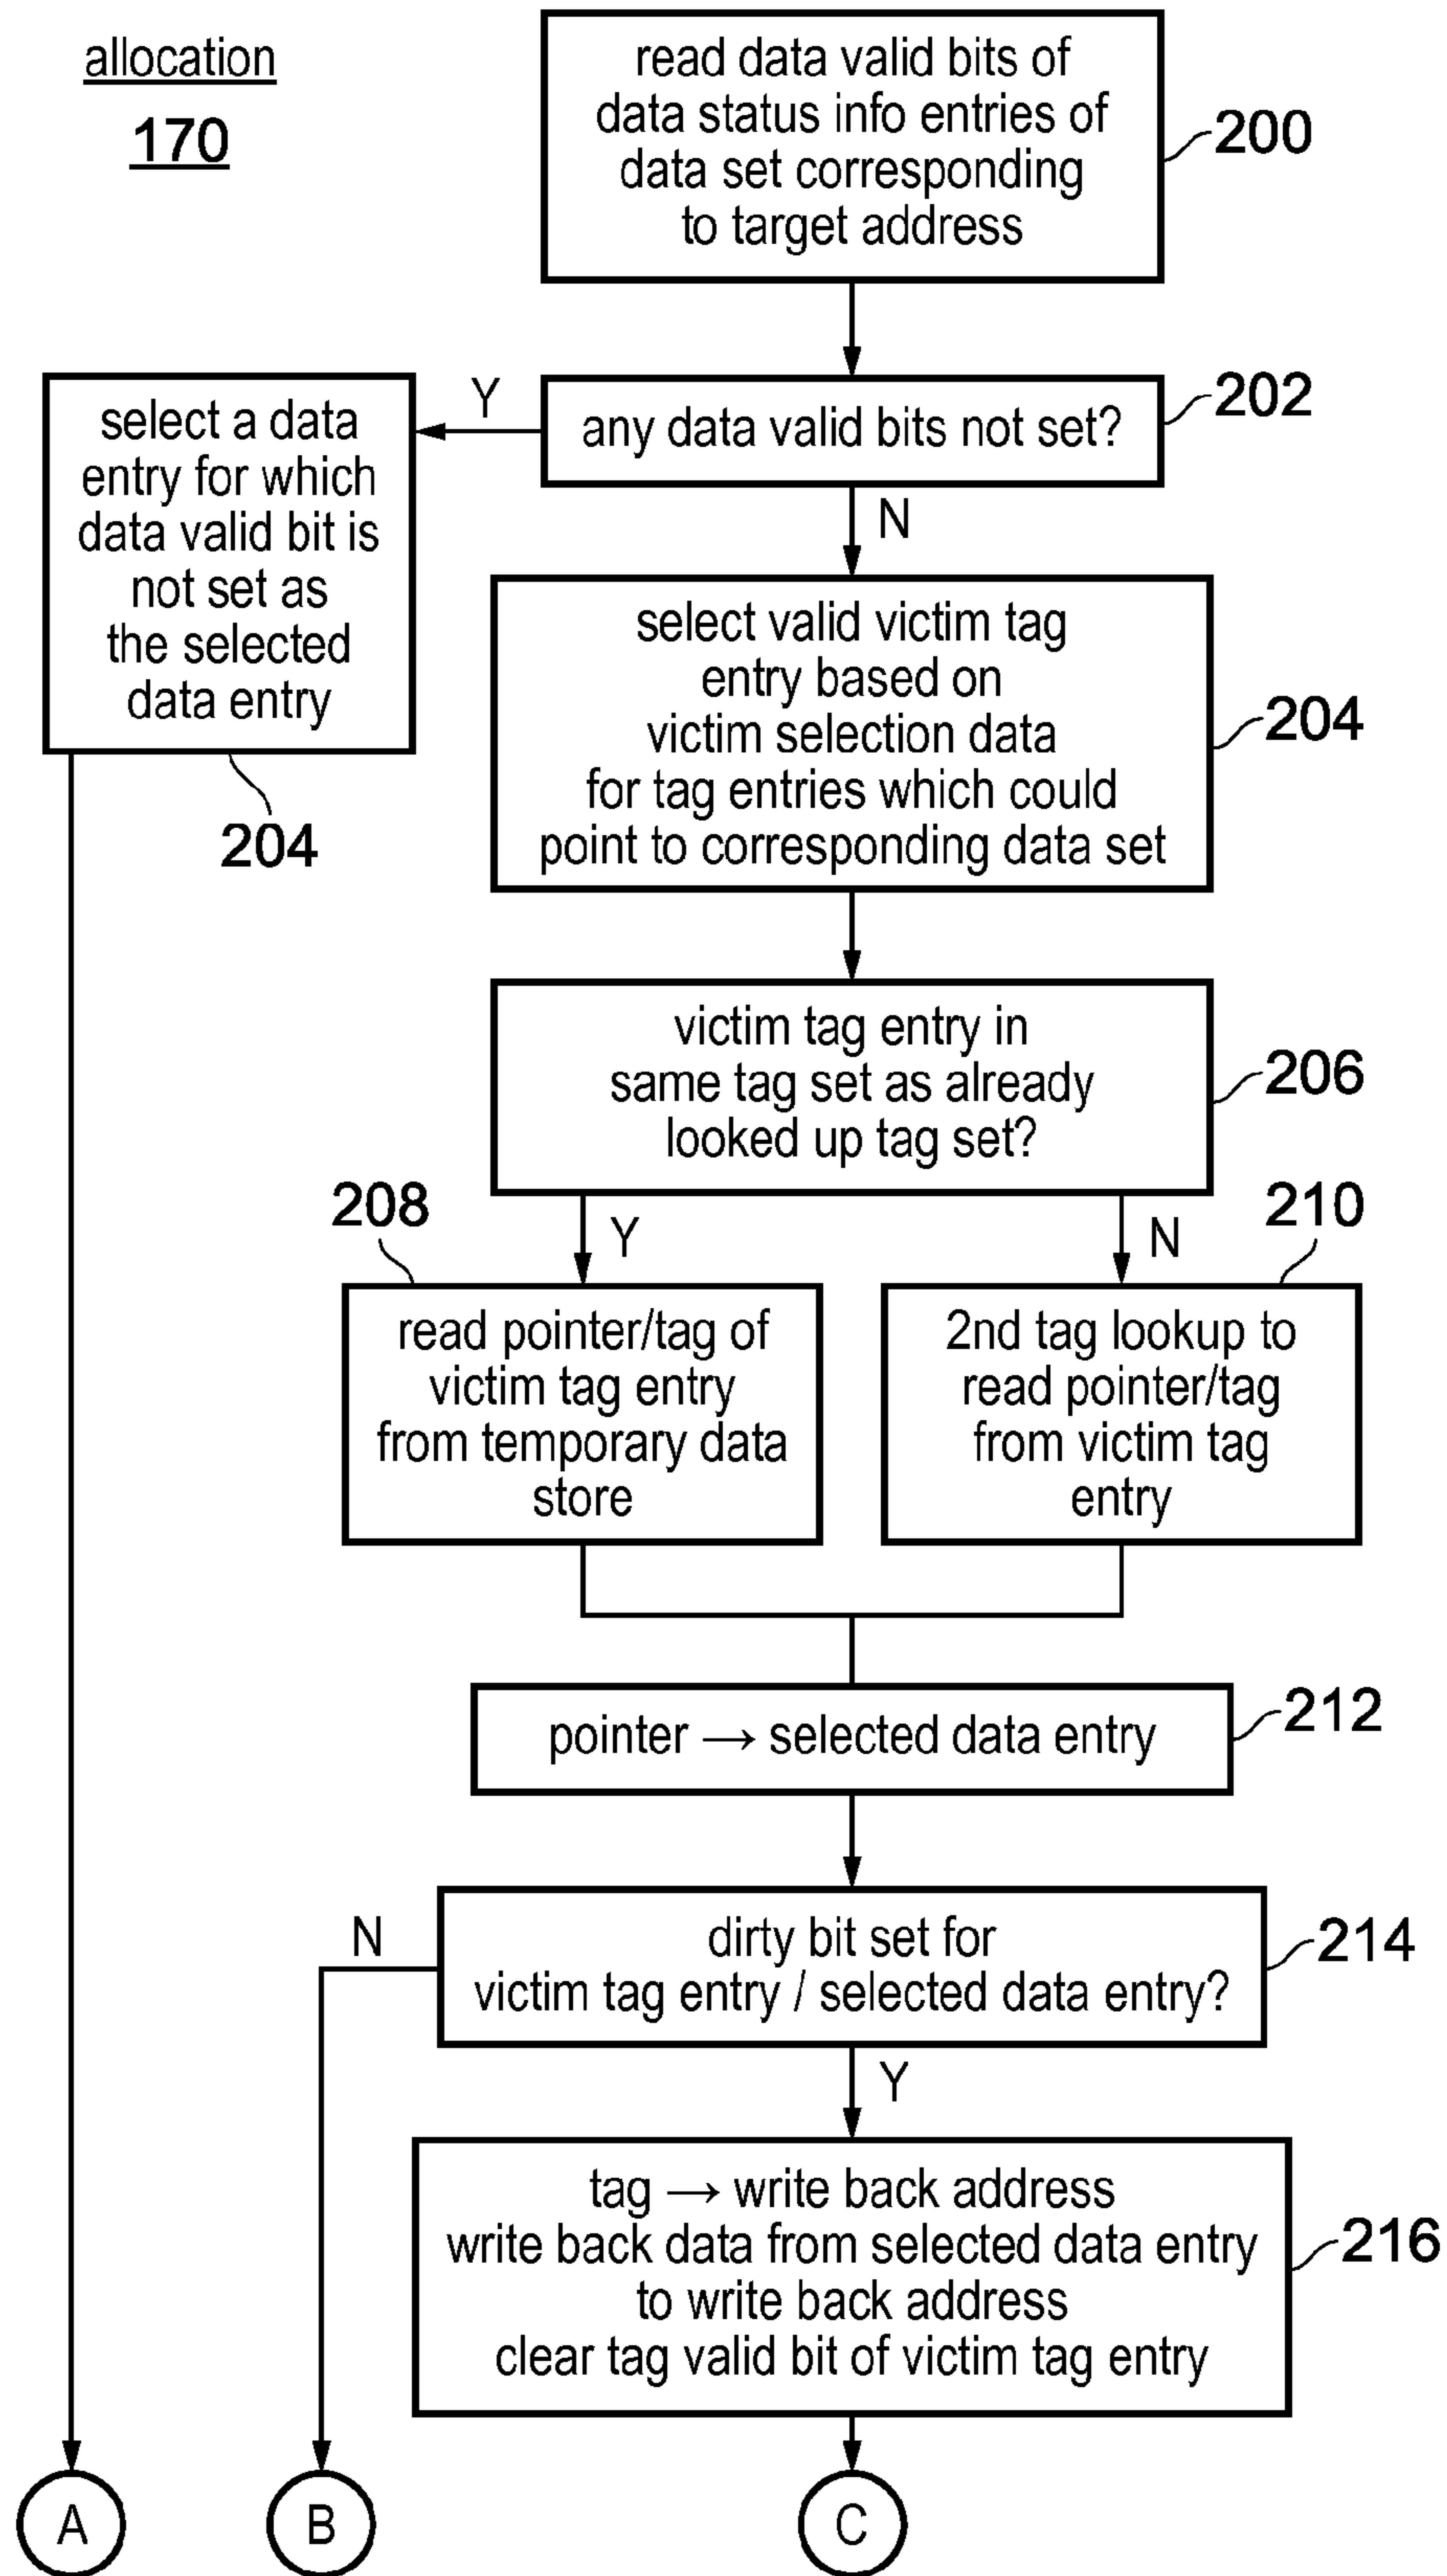 allocation
170
read data valid bits of
data status info entries of
data set corresponding
to target address
200
any data valid bits not set?
202
Y
N
select a data
entry for which
data valid bit is
not set as
the selected
data entry
204
select valid victim tag
entry based on
victim selection data
for tag entries which could
point to corresponding data set
204
victim tag entry in
same tag set as already
looked up tag set?
206
Y
N
208
read pointer/tag of
victim tag entry
from temporary data
store
210
2nd tag lookup to
read pointer/tag
from victim tag
entry
pointer → selected data entry
212
dirty bit set for
victim tag entry / selected data entry?
214
N
Y
tag → write back address
write back data from selected data entry
to write back address
clear tag valid bit of victim tag entry
216
A
B
C